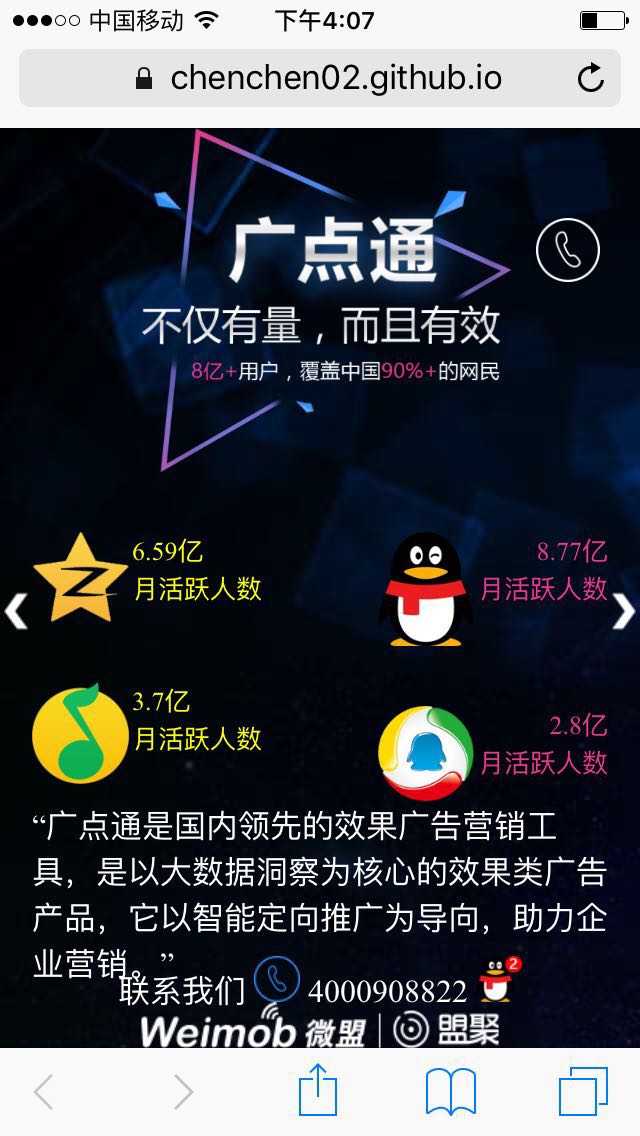 中国移动
下午4:07
chenchen02.github.io
广点通
不仅有量，而且有效
8亿+用户，覆盖中国90%+的网民
6.59亿
月活跃人数
8.77亿
月活跃人数
3.7亿
月活跃人数
2.8亿
月活跃人数
“广点通是国内领先的效果广告营销工
具，是以大数据洞察为核心的效果类广告
产品，它以智能定向推广为导向，助力企
业营销。”
联系我们 4000908822 2
Weimob 微盟 | 盟聚